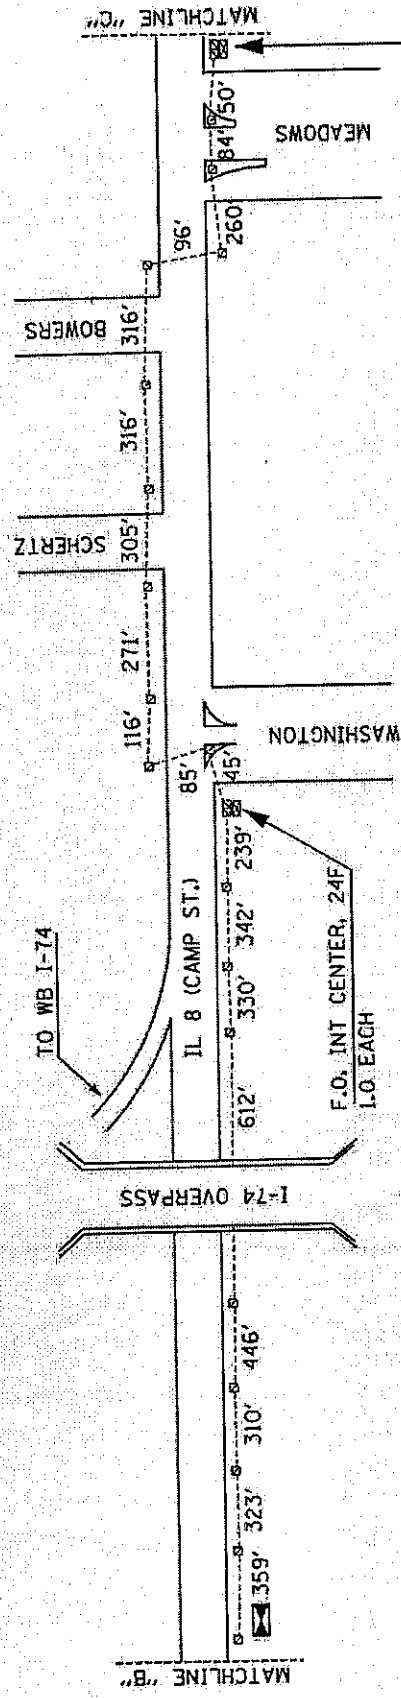 MATCHLINE "B"
359'
323'
310'
446'
I-74 OVERPASS
612'
330'
342'
239'
TO WB I-74
IL 8 (CAMP ST.)
F.O. INT CENTER, 24F
1.0 EACH
45'
85'
WASHINGTON
116'
271'
305'
SCHERTZ
316'
316'
BOWERS
96'
260'
84'
50'
MEADOWS
MATCHLINE "C"